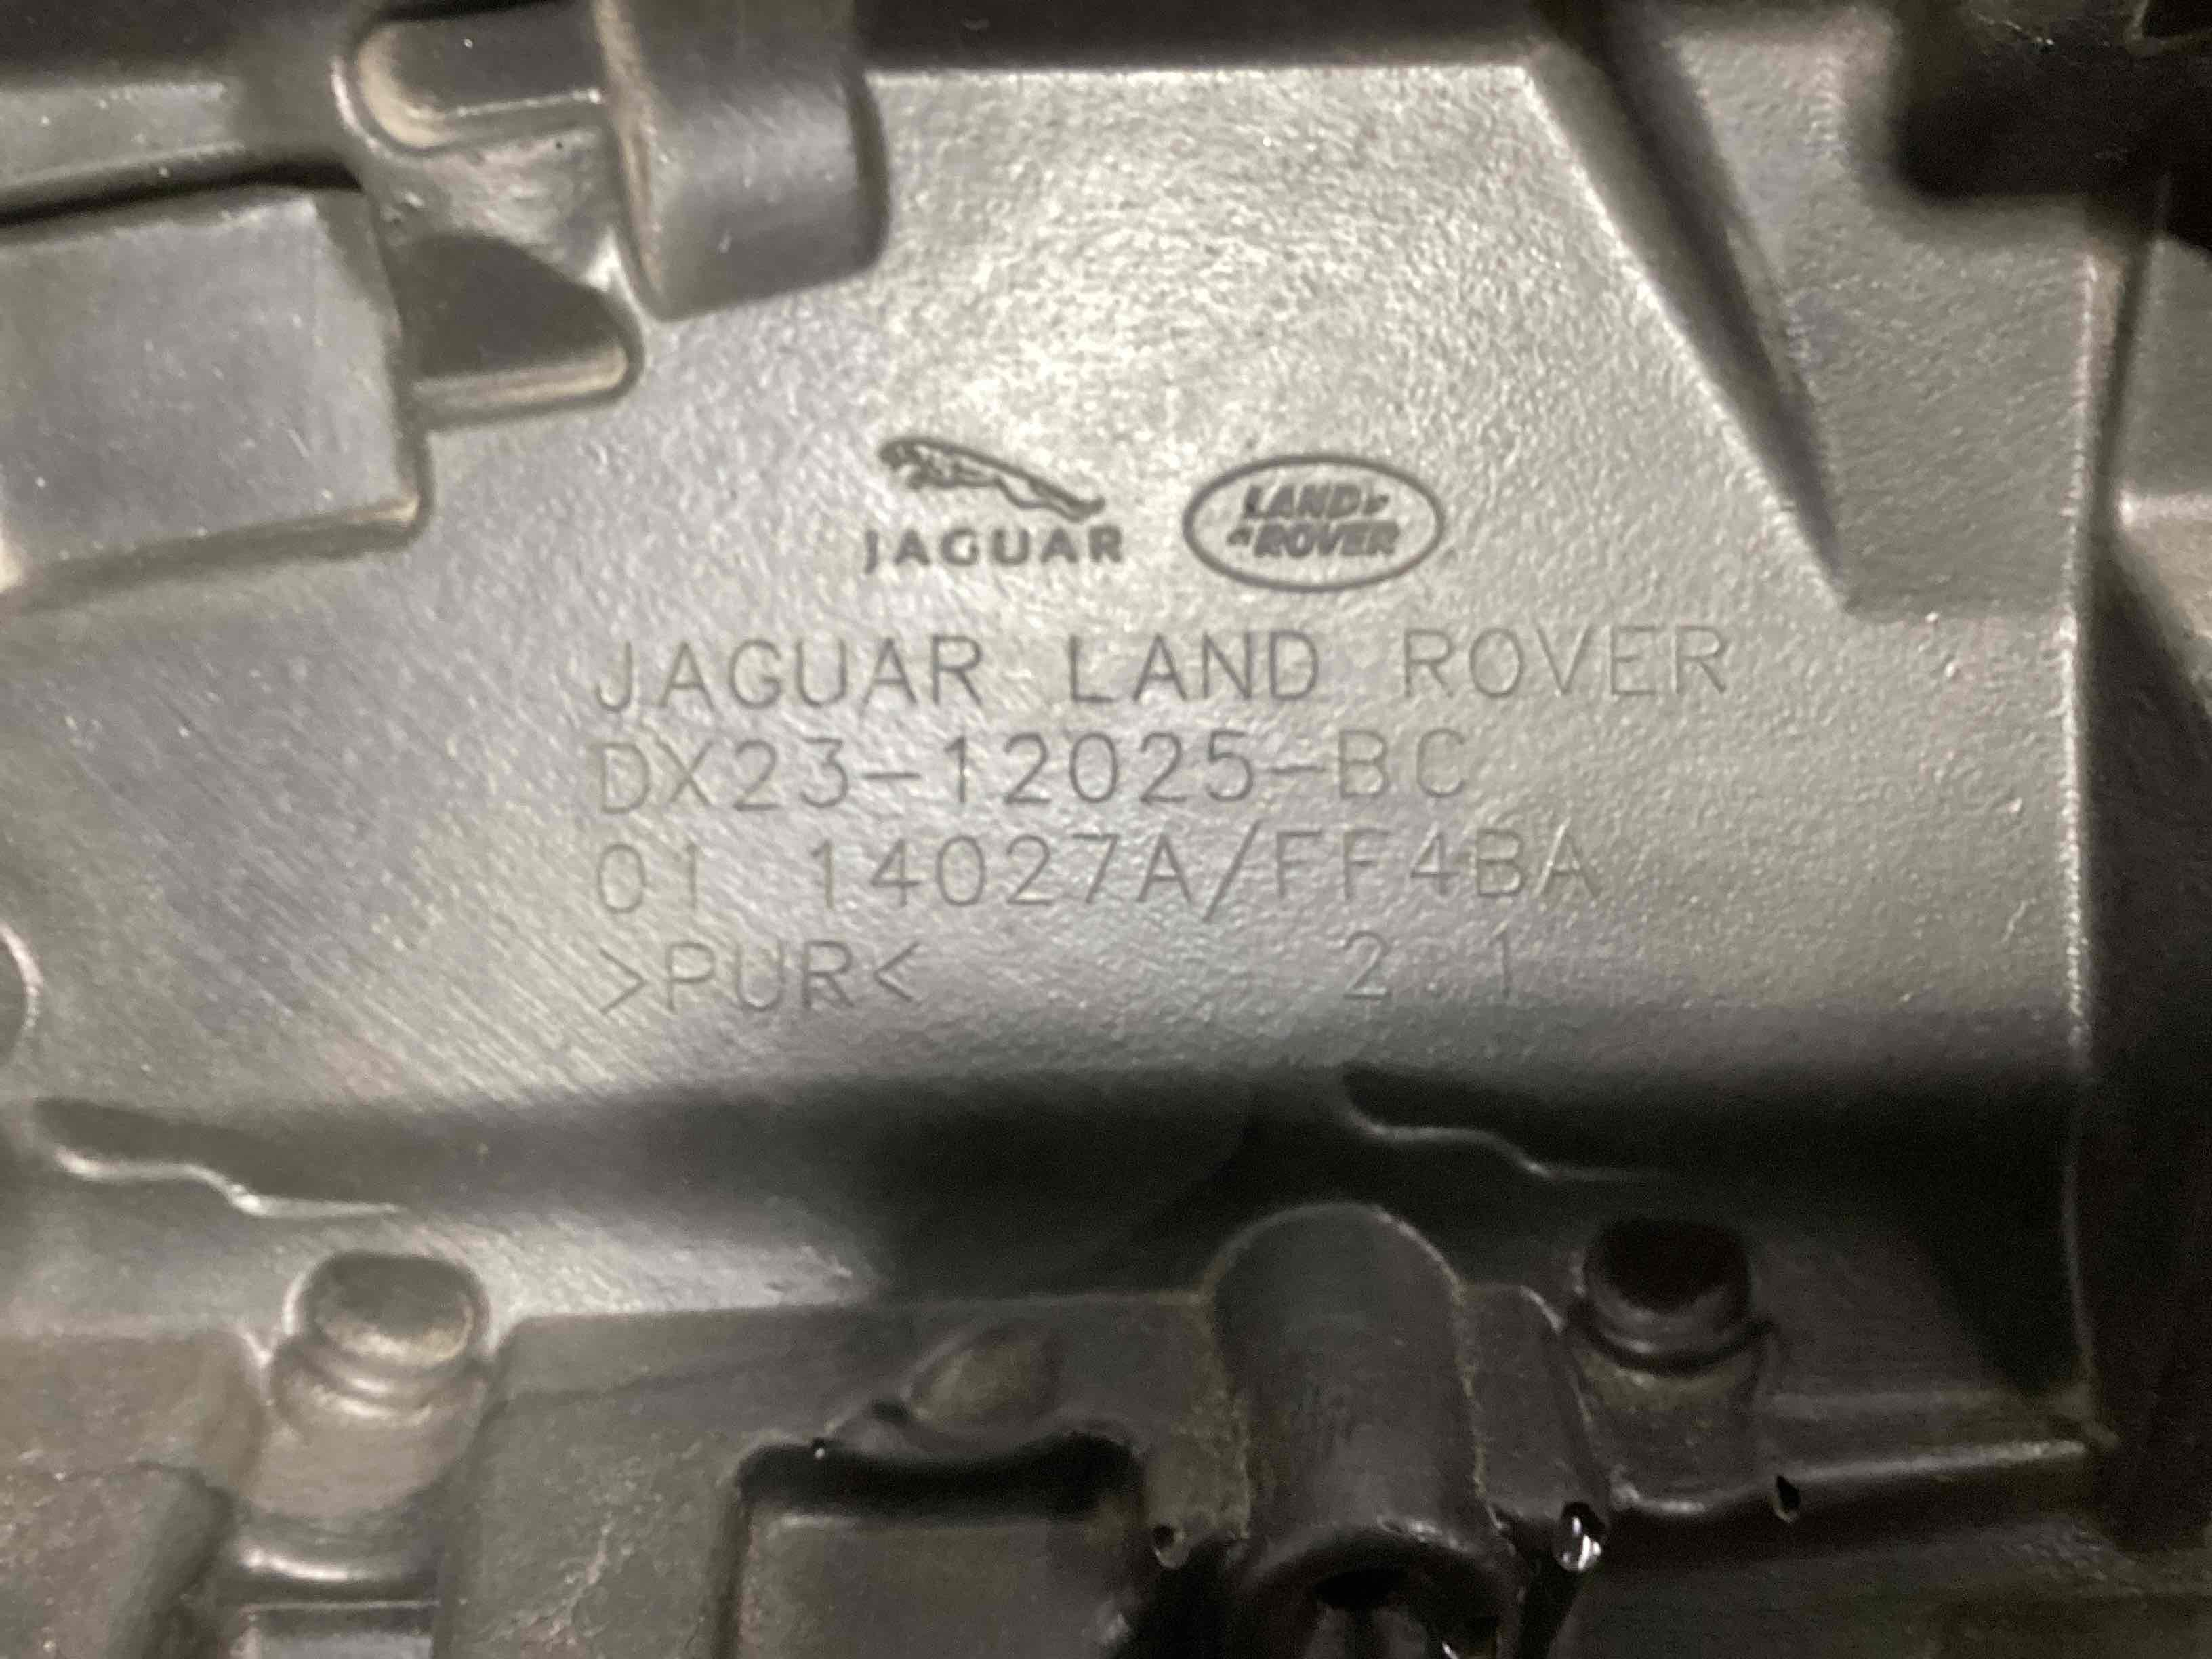 JAGUAR LAND ROVER
JAGUAR LAND ROVER
DX23-12025-BC
01 14027A/FF4BA
>PUR< 2.1